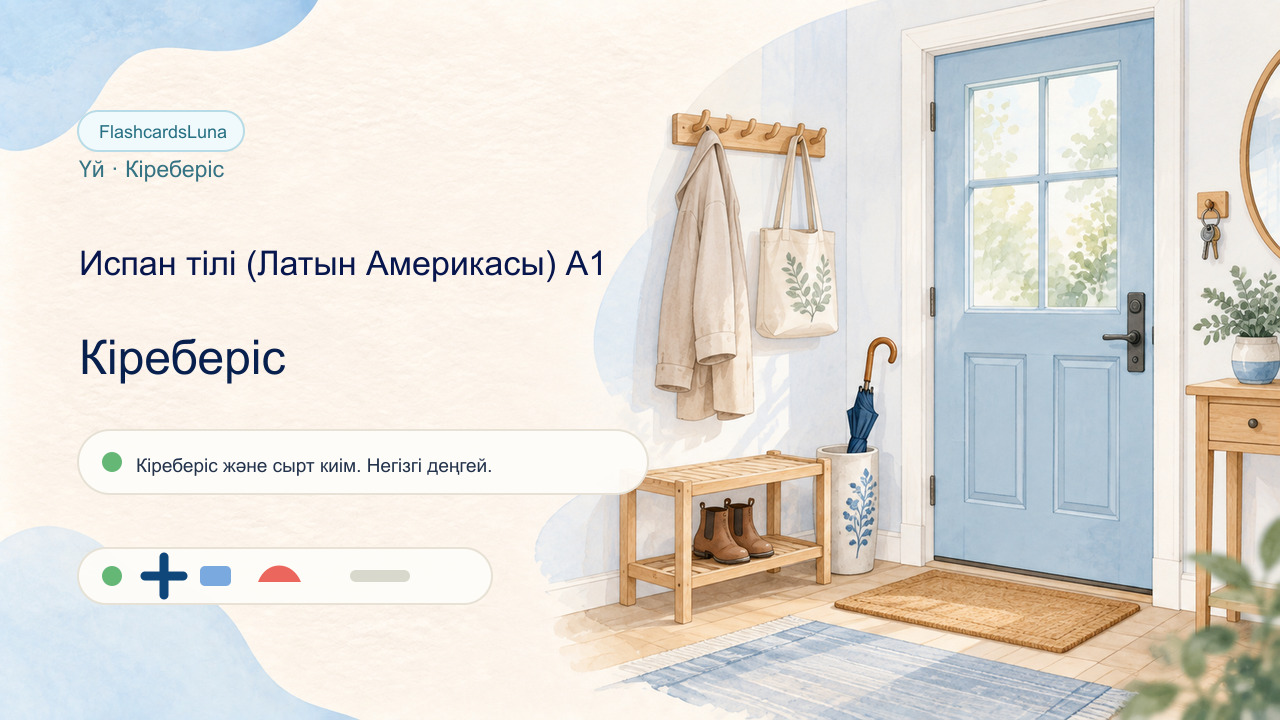 FlashcardsLuna
Үй · Кіреберіс
Испан тілі (Латын Америкасы) A1
Кіреберіс
Кіреберіс және сырт киім. Негізгі деңгей.